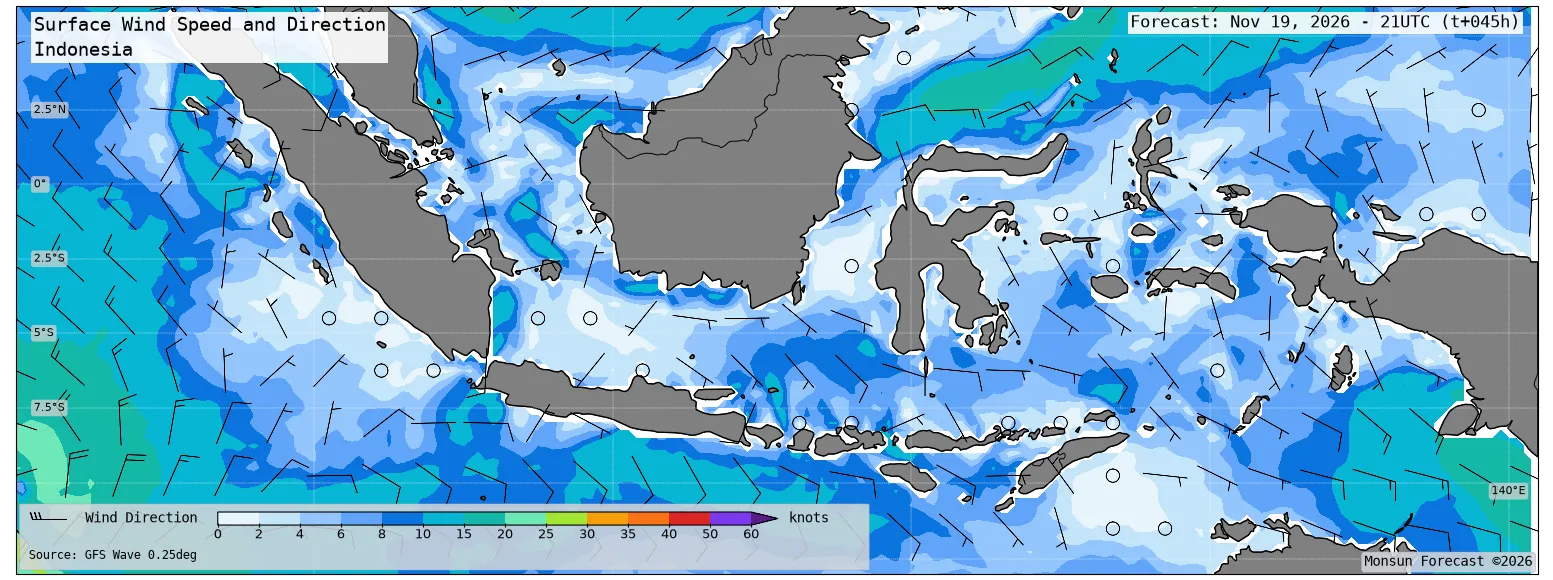 Surface Wind Speed and Direction
Indonesia
Forecast: Nov 19, 2026 - 21UTC (t+045h)
2.5°N
0°
2.5°S
5°S
7.5°S
140°E
Wind Direction
0 2 4 6 8 10 15 20 25 30 35 40 50 60
knots
Source: GFS Wave 0.25deg
Monsun Forecast ©2026